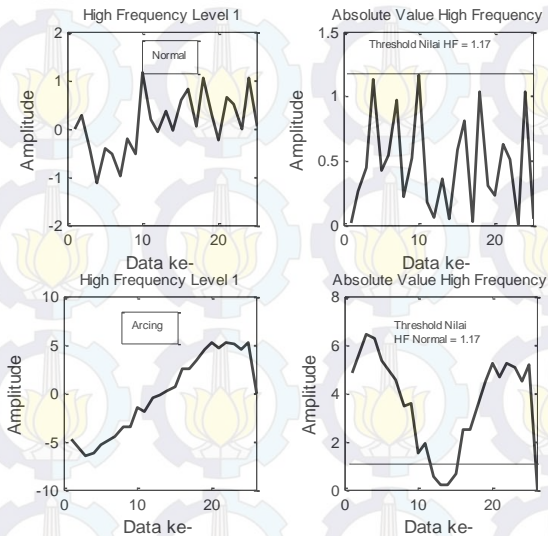 High Frequency Level 1
2
1
0
-1
-2
Amplitude
Normal
0
10
20
Data ke-
Absolute Value High Frequency
1.5
1
0.5
0
Amplitude
Threshold Nilai HF = 1.17
0
10
20
Data ke-
High Frequency Level 1
10
5
0
-5
-10
Amplitude
Arcing
0
10
20
Data ke-
Absolute Value High Frequency
8
6
4
2
0
Amplitude
Threshold Nilai
HF Normal = 1.17
0
10
20
Data ke-